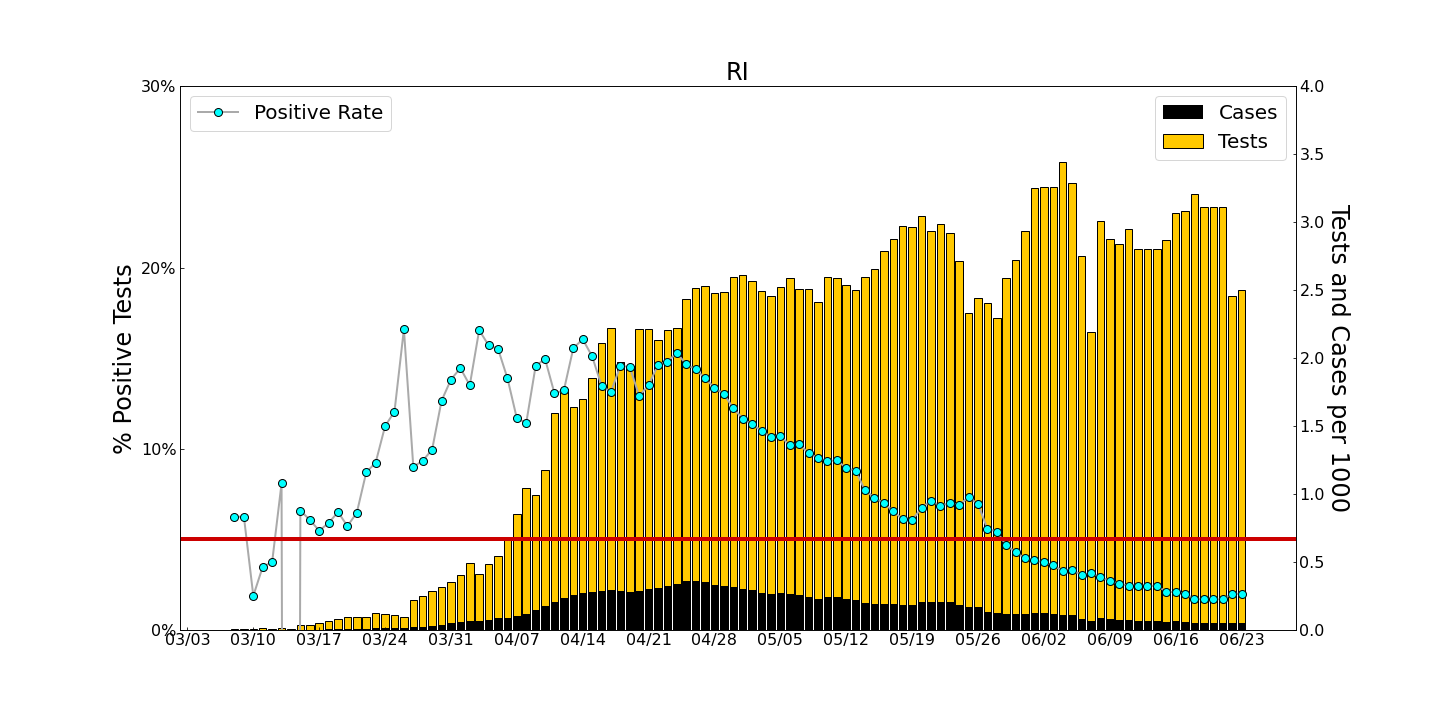 RI
Positive Rate
Cases
Tests
% Positive Tests
30%
20%
10%
0%
Tests and Cases per 1000
4.0
3.5
3.0
2.5
2.0
1.5
1.0
0.5
0.0
03/03 03/10 03/17 03/24 03/31 04/07 04/14 04/21 04/28 05/05 05/12 05/19 05/26 06/02 06/09 06/16 06/23